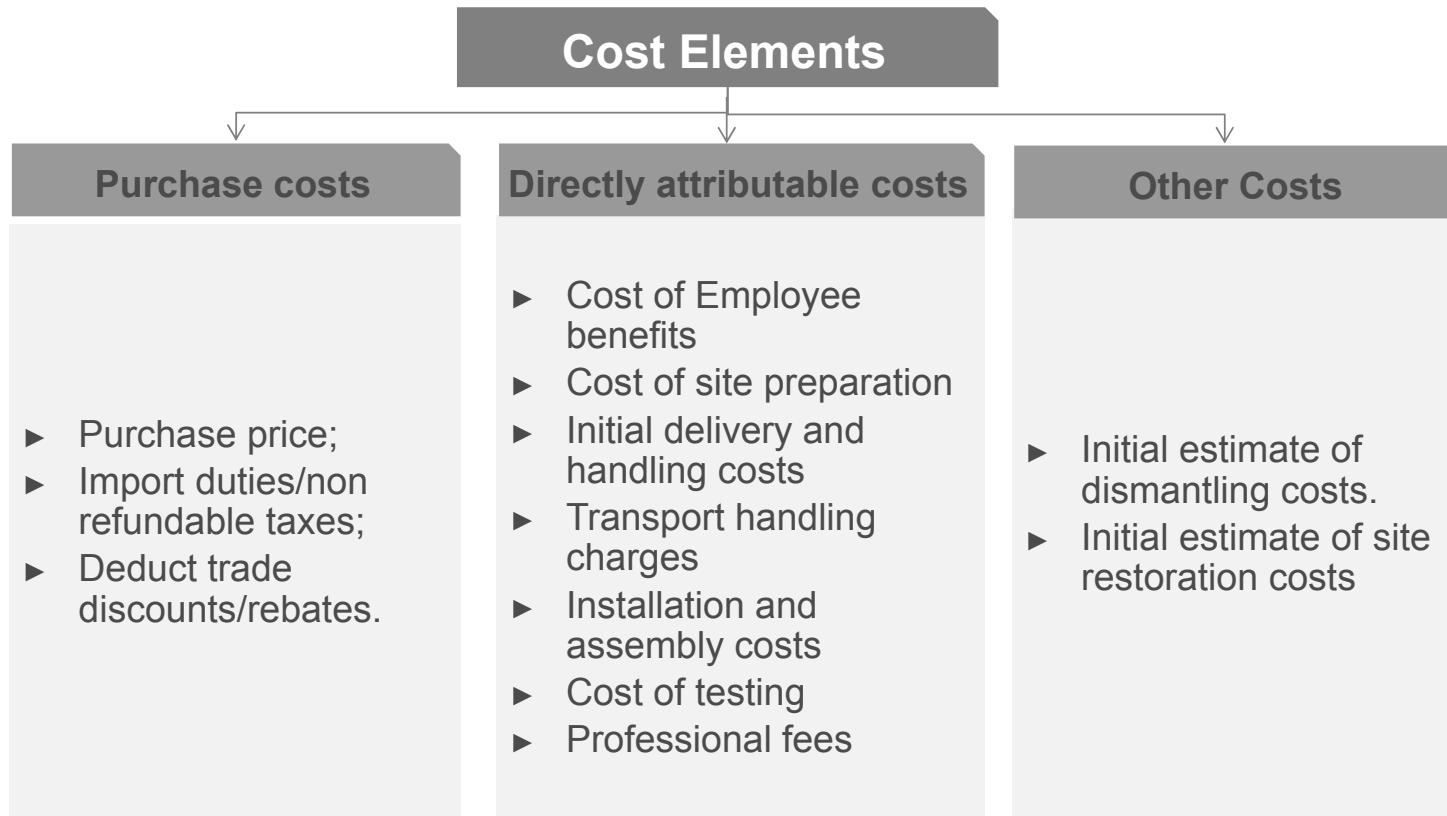 Cost Elements
Purchase costs
► Purchase price;
► Import duties/non
refundable taxes;
► Deduct trade
discounts/rebates.
Directly attributable costs
► Cost of Employee
benefits
► Cost of site preparation
► Initial delivery and
handling costs
► Transport handling
charges
► Installation and
assembly costs
► Cost of testing
► Professional fees
Other Costs
► Initial estimate of
dismantling costs.
► Initial estimate of site
restoration costs